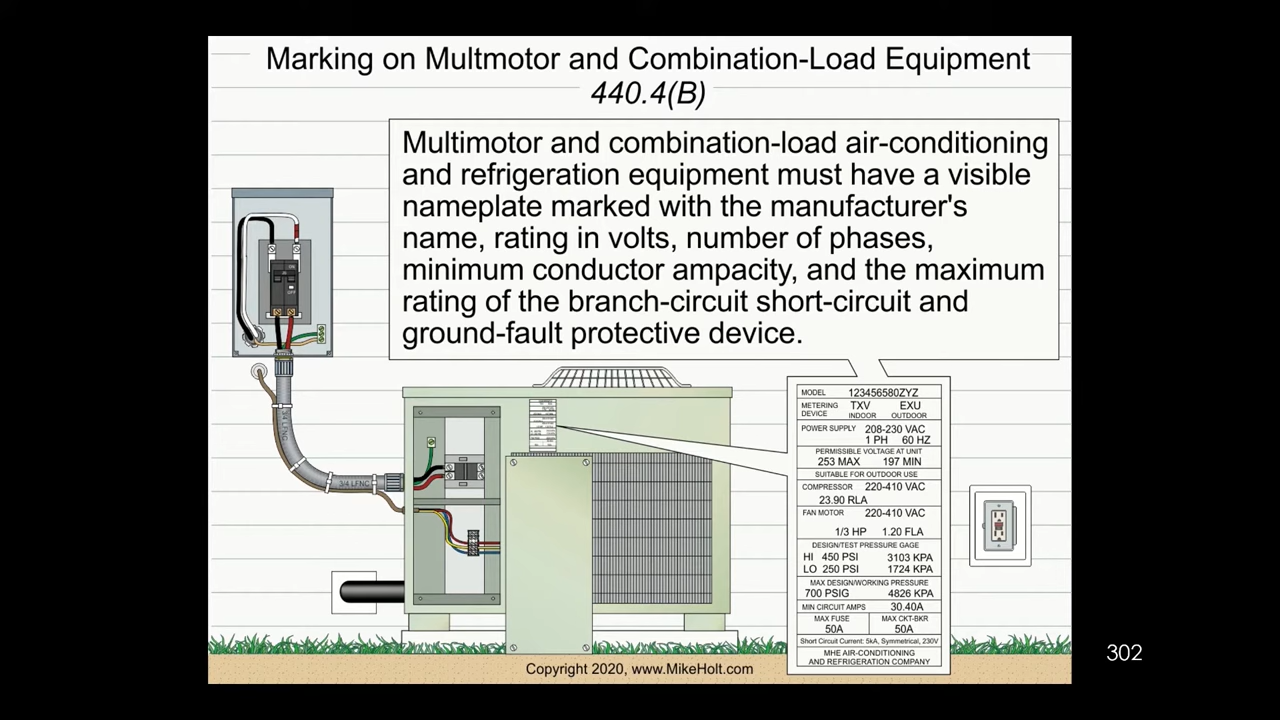 Marking on Multmotor and Combination-Load Equipment
440.4(B)
Multimotor and combination-load air-conditioning
and refrigeration equipment must have a visible
nameplate marked with the manufacturer's
name, rating in volts, number of phases,
minimum conductor ampacity, and the maximum
rating of the branch-circuit short-circuit and
ground-fault protective device.
MODEL 123456580ZYZ
METERING DEVICE TXV EXU
INDOOR OUTDOOR
POWER SUPPLY 208-230 VAC
1 PH 60 HZ
PERMISSIBLE VOLTAGE AT UNIT
253 MAX 197 MIN
SUITABLE FOR OUTDOOR USE
COMPRESSOR 220-410 VAC
23.90 RLA
FAN MOTOR 220-410 VAC
1/3 HP 1.20 FLA
DESIGN/TEST PRESSURE GAGE
HI 450 PSI 3103 KPA
LO 250 PSI 1724 KPA
MAX DESIGN/WORKING PRESSURE
700 PSIG 4826 KPA
MIN CIRCUIT AMPS 30.40A
MAX FUSE MAX CKT-BKR
50A 50A
Short Circuit Current: 5kA, Symmetrical, 230V
MHE AIR-CONDITIONING
AND REFRIGERATION COMPANY
3/4 LFNC
3/4 LFNC
OFF
Copyright 2020, www.MikeHolt.com
302